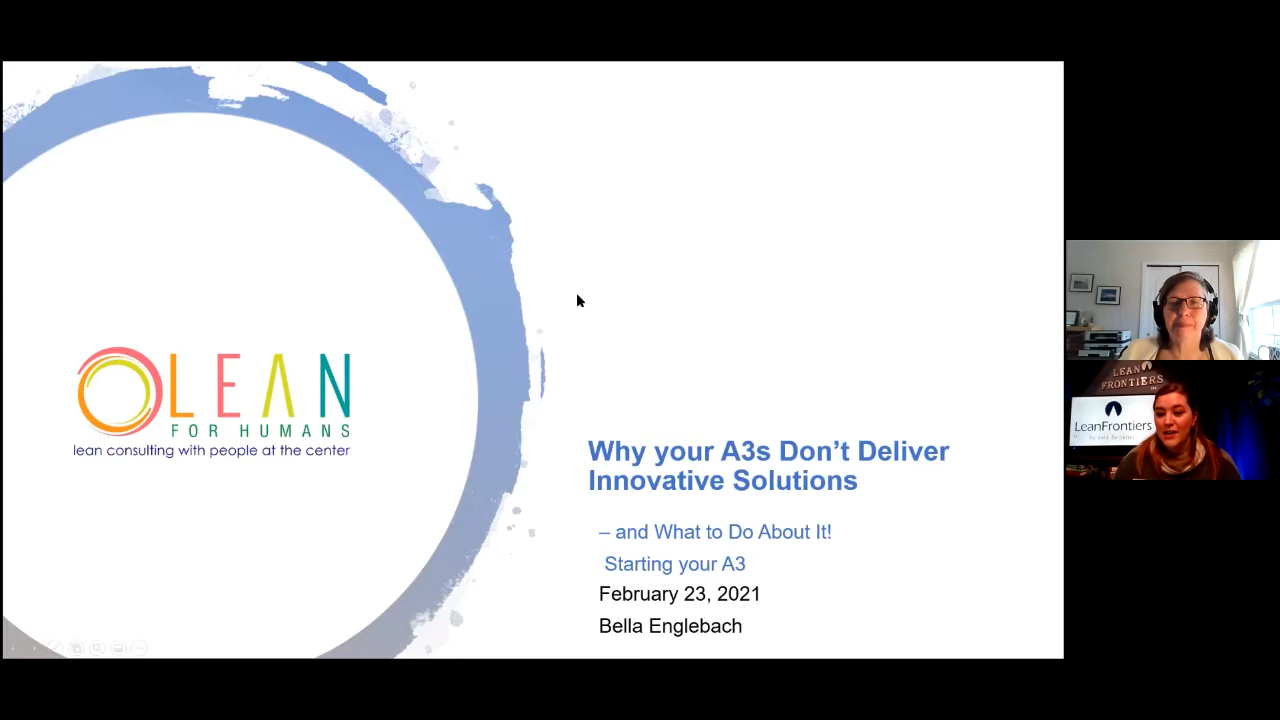 LEAN
FOR HUMANS
lean consulting with people at the center
Why your A3s Don’t Deliver
Innovative Solutions
– and What to Do About It!
Starting your A3
February 23, 2021
Bella Englebach
LEAN
FRONTIERS
LeanFrontiers